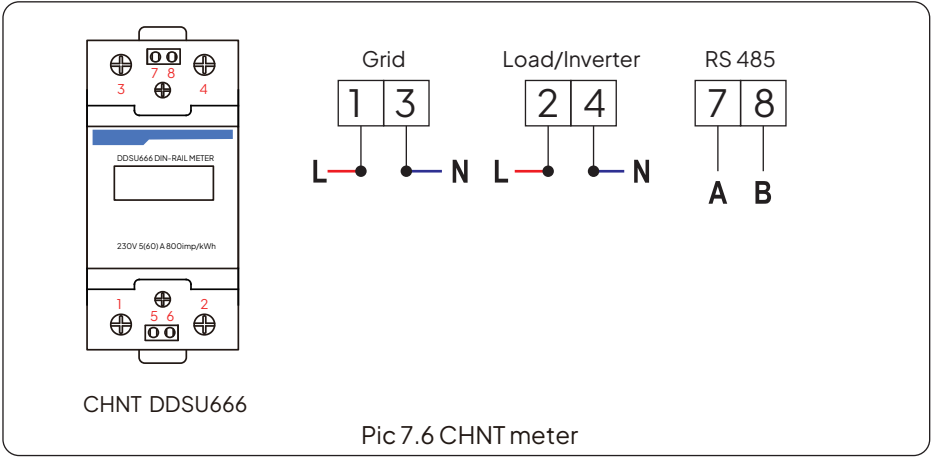 7 8
3 4
DDSU666 DIN-RAIL METER
230V 5(60) A 800imp/kWh
1 2
5 6
CHNT DDSU666
Grid
1 3
L N
Load/Inverter
2 4
L N
RS 485
7 8
A B
Pic 7.6 CHNT meter